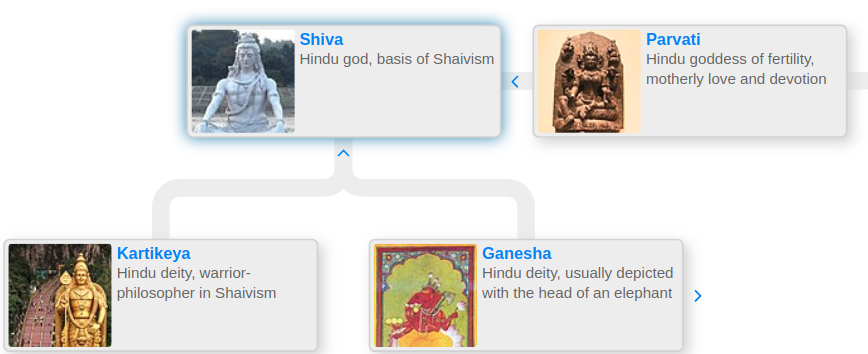 Shiva
Hindu god, basis of Shaivism
Parvati
Hindu goddess of fertility,
motherly love and devotion
Kartikeya
Hindu deity, warrior-
philosopher in Shaivism
Ganesha
Hindu deity, usually depicted
with the head of an elephant